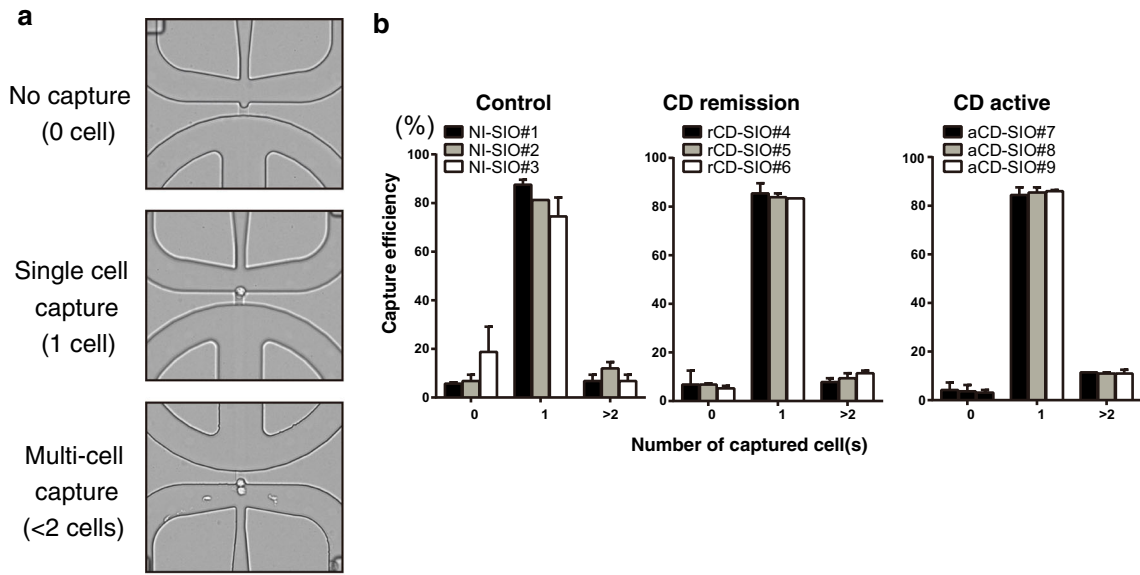 a
No capture
(0 cell)
Single cell
capture
(1 cell)
Multi-cell
capture
(<2 cells)
b
Control
(%)
NI-SIO#1
NI-SIO#2
NI-SIO#3
100
80
60
40
20
0
Capture efficiency
0 1 >2
CD remission
rCD-SIO#4
rCD-SIO#5
rCD-SIO#6
100
80
60
40
20
0
0 1 >2
CD active
aCD-SIO#7
aCD-SIO#8
aCD-SIO#9
100
80
60
40
20
0
0 1 >2
Number of captured cell(s)